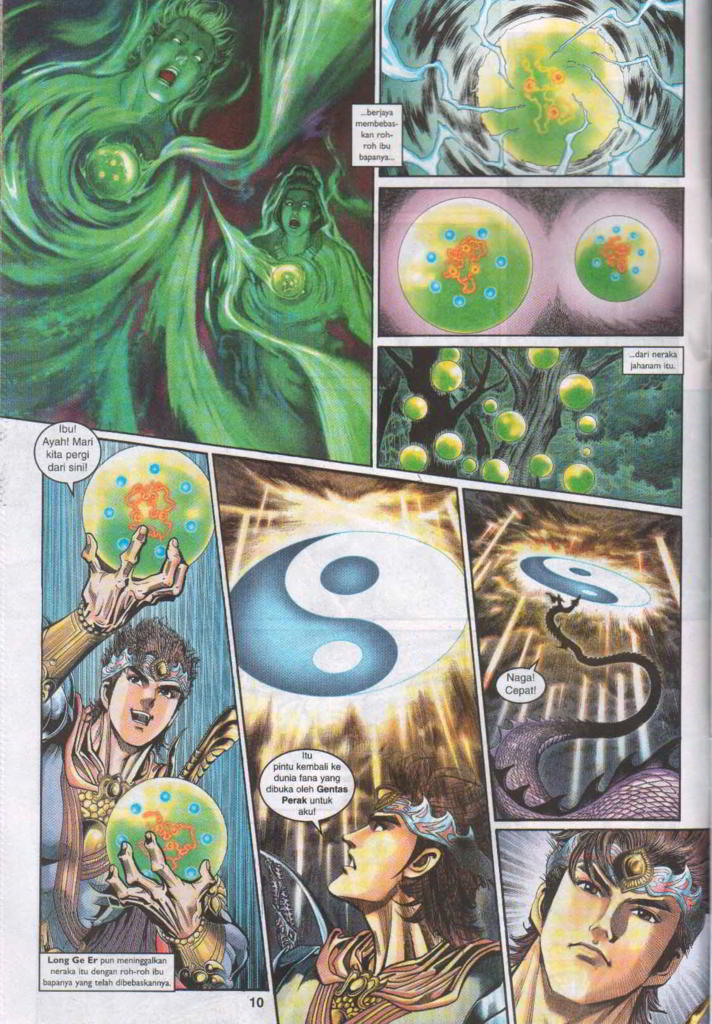 ...berjaya
membebas-
kan roh-
roh ibu
bapanya...
...dari neraka
jahanam itu.
Ibu!
Ayah! Mari
kita pergi
dari sini!
Long Ge Er pun meninggalkan
neraka itu dengan roh-roh ibu
bapanya yang telah dibebaskannya.
Itu
pintu kembali ke
dunia fana yang
dibuka oleh Gentas
Perak untuk
aku!
Naga!
Cepat!
10